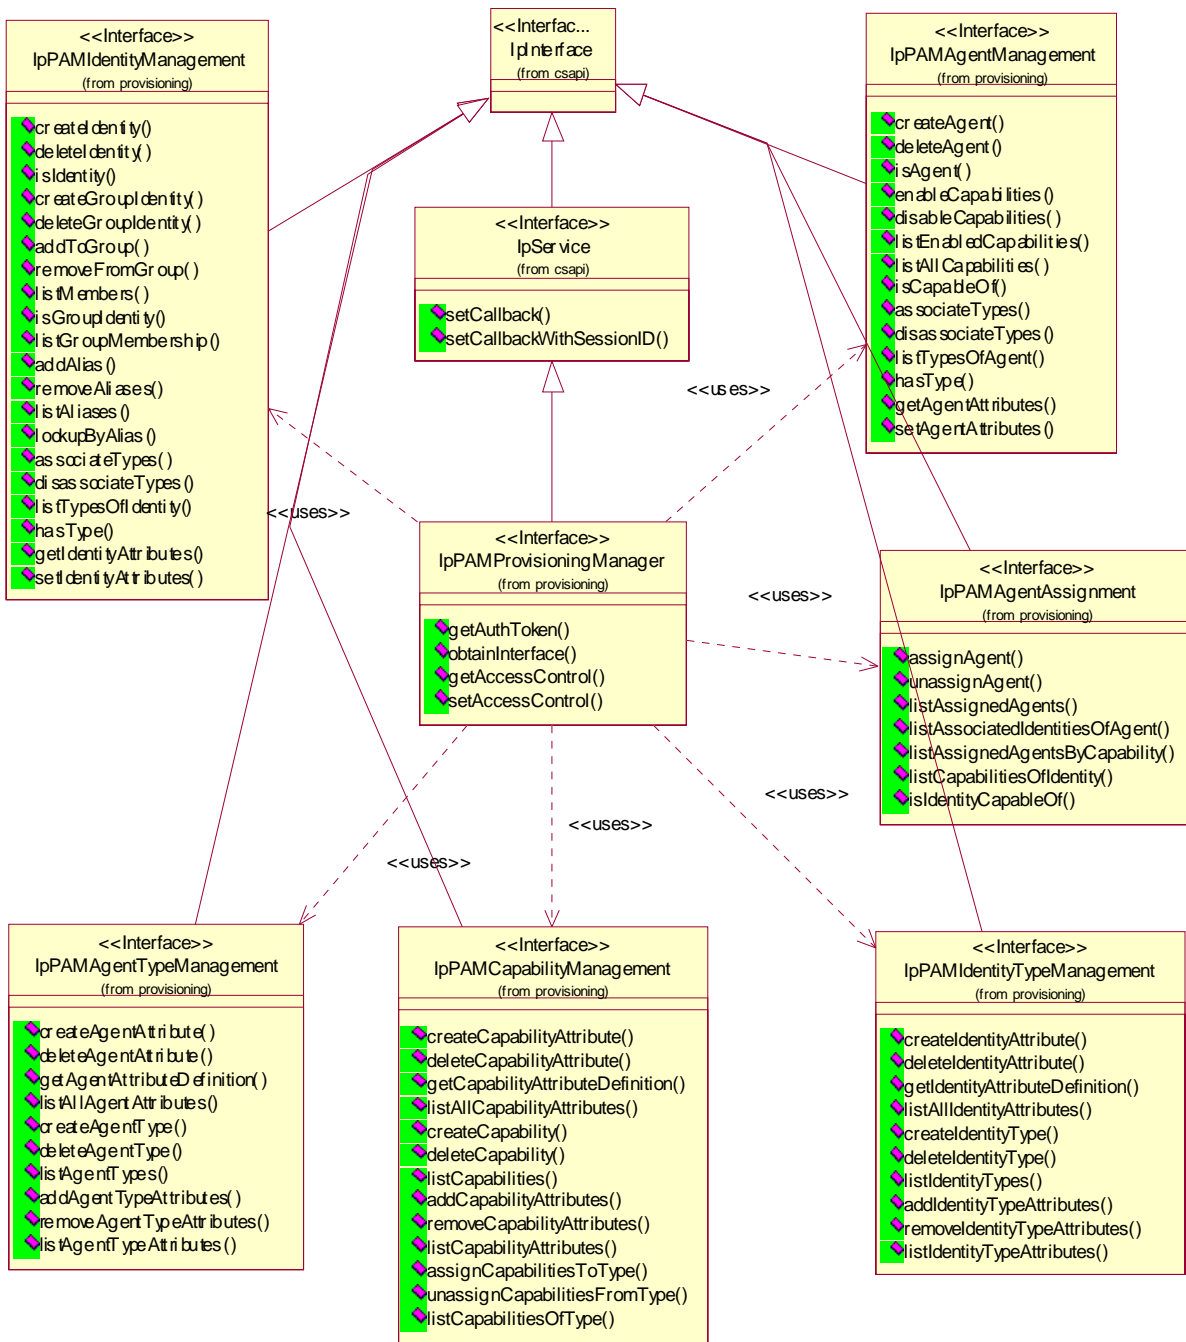 <<Interface>>
IpPAMIdentityManagement
(from provisioning)
createIdentity()
deleteIdentity()
isIdentity()
createGroupIdentity()
deleteGroupIdentity()
addToGroup()
removeFromGroup()
listMembers()
isGroupIdentity()
listGroupMembership()
addAlias()
removeAliases()
listAliases()
lookupByAlias()
associateTypes()
disassociateTypes()
listTypesOfIdentity()
hasType()
getIdentityAttributes()
setIdentityAttributes()
<<Interfac...
IpInterface
(from csapi)
<<Interface>>
IpPAMAgentManagement
(from provisioning)
createAgent()
deleteAgent()
isAgent()
enableCapabilities()
disableCapabilities()
listEnabledCapabilities()
listAllCapabilities()
isCapableOf()
associateTypes()
disassociateTypes()
listTypesOfAgent()
hasType()
getAgentAttributes()
setAgentAttributes()
<<Interface>>
IpService
(from csapi)
setCallback()
setCallbackWithSessionID()
<<uses>>
<<uses>>
<<Interface>>
IpPAMProvisioningManager
(from provisioning)
getAuthToken()
obtainInterface()
getAccessControl()
setAccessControl()
<<uses>>
<<Interface>>
IpPAMAgentAssignment
(from provisioning)
assignAgent()
unassignAgent()
listAssignedAgents()
listAssociatedIdentitiesOfAgent()
listAssignedAgentsByCapability()
listCapabilitiesOfIdentity()
isIdentityCapableOf()
<<uses>>
<<uses>>
<<uses>>
<<Interface>>
IpPAMAgentTypeManagement
(from provisioning)
createAgentAttribute()
deleteAgentAttribute()
getAgentAttributeDefinition()
listAllAgentAttributes()
createAgentType()
deleteAgentType()
listAgentTypes()
addAgentTypeAttributes()
removeAgentTypeAttributes()
listAgentTypeAttributes()
<<Interface>>
IpPAMCapabilityManagement
(from provisioning)
createCapabilityAttribute()
deleteCapabilityAttribute()
getCapabilityAttributeDefinition()
listAllCapabilityAttributes()
createCapability()
deleteCapability()
listCapabilities()
addCapabilityAttributes()
removeCapabilityAttributes()
listCapabilityAttributes()
assignCapabilitiesToType()
unassignCapabilitiesFromType()
listCapabilitiesOfType()
<<Interface>>
IpPAMIdentityTypeManagement
(from provisioning)
createIdentityAttribute()
deleteIdentityAttribute()
getIdentityAttributeDefinition()
listAllIdentityAttributes()
createIdentityType()
deleteIdentityType()
listIdentityTypes()
addIdentityTypeAttributes()
removeIdentityTypeAttributes()
listIdentityTypeAttributes()